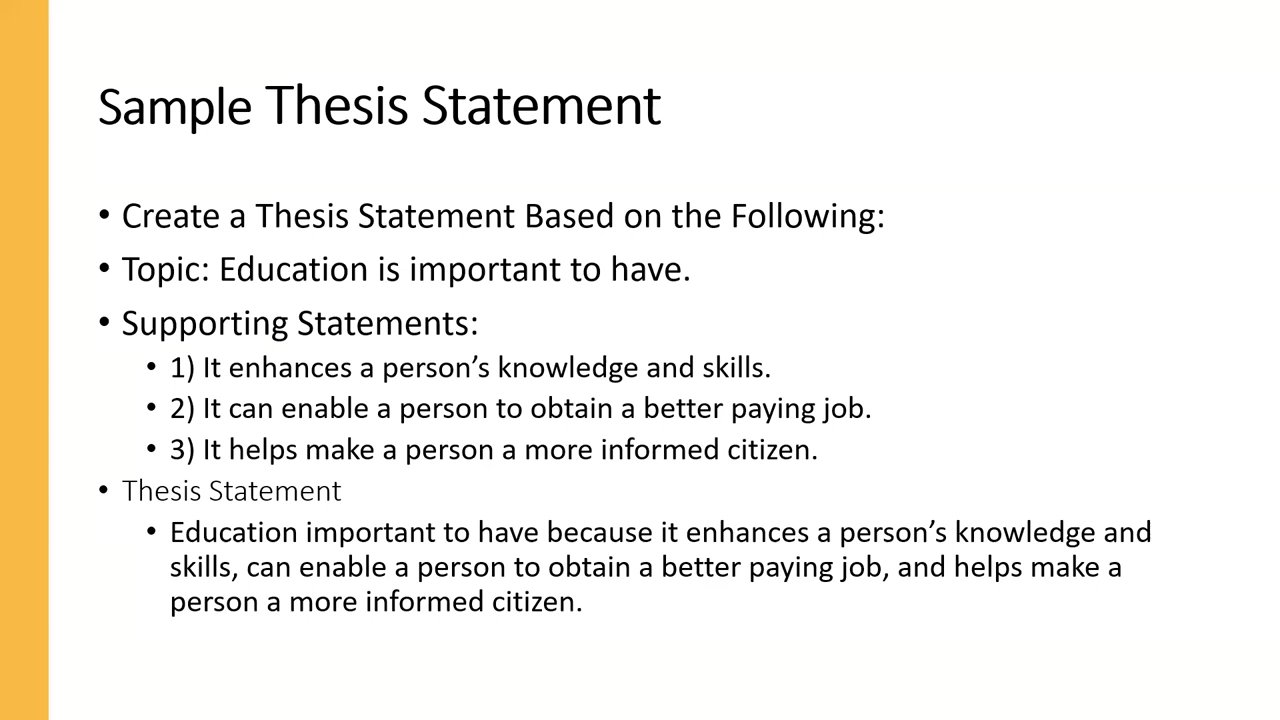 Sample Thesis Statement
• Create a Thesis Statement Based on the Following:
• Topic: Education is important to have.
• Supporting Statements:
• 1) It enhances a person’s knowledge and skills.
• 2) It can enable a person to obtain a better paying job.
• 3) It helps make a person a more informed citizen.
• Thesis Statement
• Education important to have because it enhances a person’s knowledge and
skills, can enable a person to obtain a better paying job, and helps make a
person a more informed citizen.